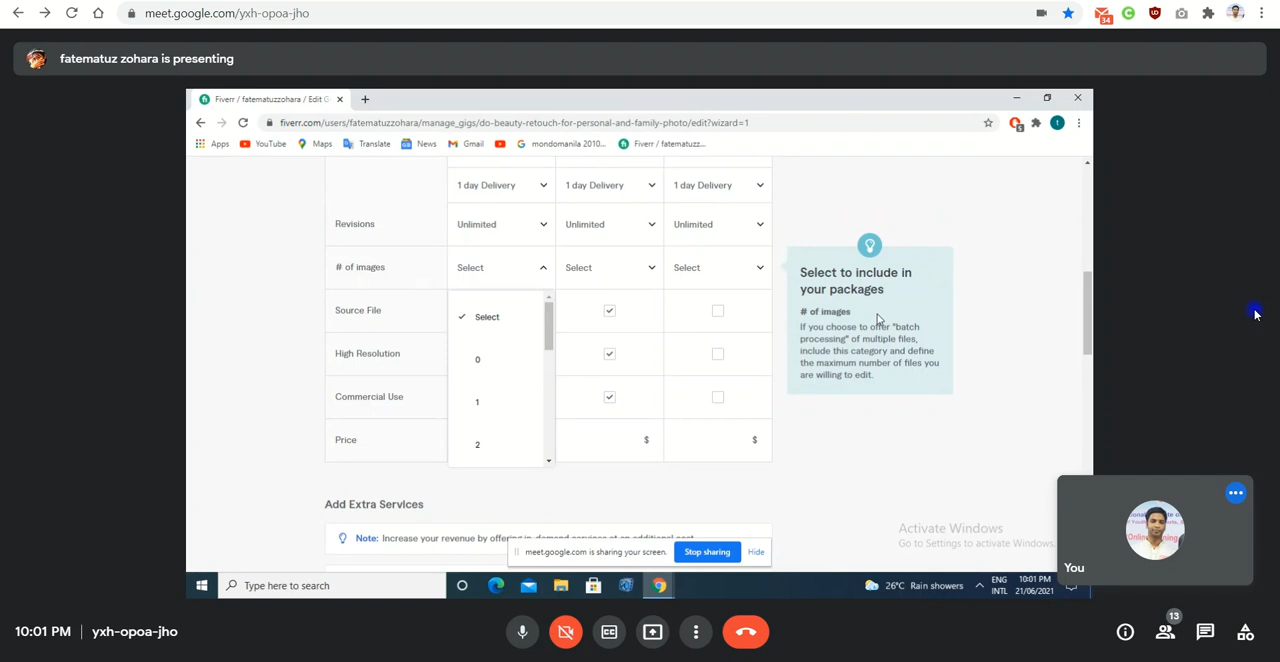 meet.google.com/yxh-opoa-jho
34
fatematuz zohara is presenting
Fiverr / fatematuzzohara / Edit G
fiverr.com/users/fatematuzzohara/manage_gigs/do-beauty-retouch-for-personal-and-family-photo/edit?wizard=1
Apps YouTube Maps Translate News Gmail mondomanila 2010... Fiverr / fatematuzz...
1 day Delivery 1 day Delivery 1 day Delivery
Revisions Unlimited Unlimited Unlimited
# of images Select Select Select
Source File
High Resolution
Commercial Use
Price $ $
Select
0
1
2
Select to include in
your packages
# of images
If you choose to offer "batch
processing" of multiple files,
include this category and define
the maximum number of files you
are willing to edit.
Add Extra Services
Note: Increase your revenue by offering in-demand services at an additional cost
meet.google.com is sharing your screen. Stop sharing Hide
Activate Windows
Go to Settings to activate Windows.
Type here to search
26°C Rain showers
ENG
INTL
10:01 PM
21/06/2021
You
10:01 PM | yxh-opoa-jho
13